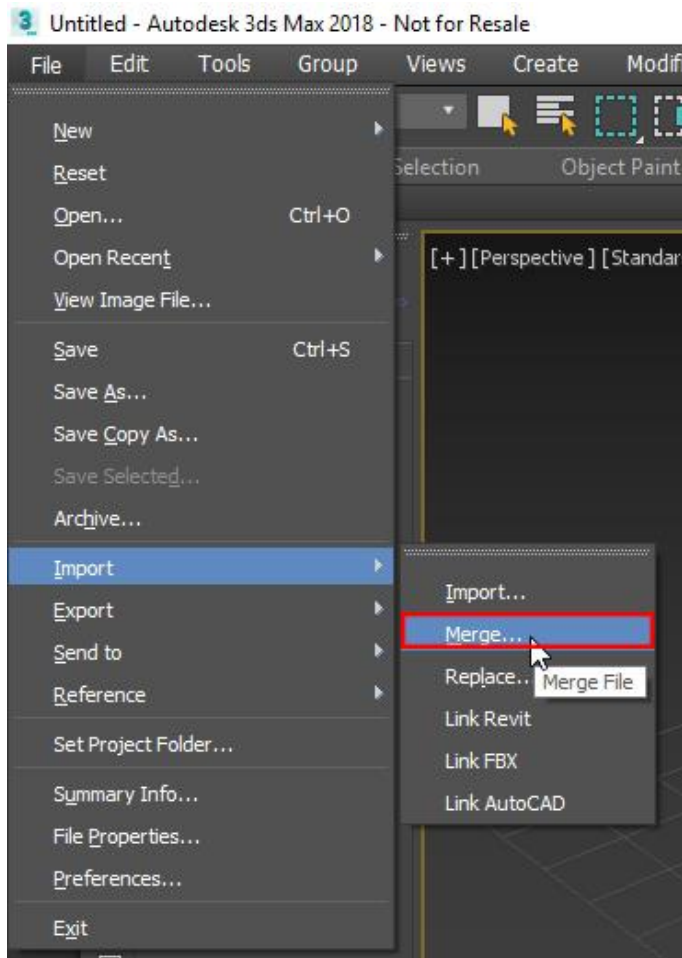 Untitled - Autodesk 3ds Max 2018 - Not for Resale
File Edit Tools Group Views Create
Selection Object Paint
[+][Perspective][Standar
New
Reset
Open... Ctrl+O
Open Recent
View Image File...
Save Ctrl+S
Save As...
Save Copy As...
Save Selected...
Archive...
Import
Export
Send to
Reference
Set Project Folder...
Summary Info...
File Properties...
Preferences...
Exit
Import...
Merge...
Replace..
Merge File
Link Revit
Link FBX
Link AutoCAD